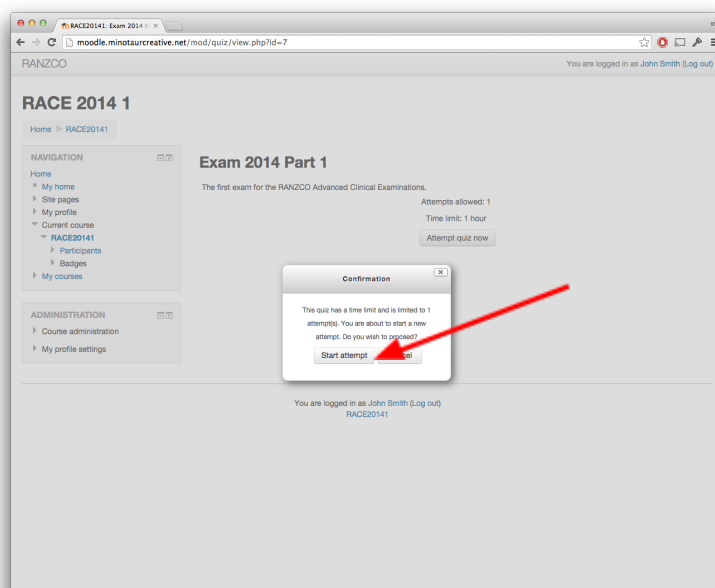 RACE20141: Exam 2014 P
moodle.minotaurcreative.net/mod/quiz/view.php?id=7
RANZCO
You are logged in as John Smith (Log out)
RACE 2014 1
Home RACE20141
NAVIGATION
Home
My home
Site pages
My profile
Current course
RACE20141
Participants
Badges
My courses
ADMINISTRATION
Course administration
My profile settings
Exam 2014 Part 1
The first exam for the RANZCO Advanced Clinical Examinations.
Attempts allowed: 1
Time limit: 1 hour
Attempt quiz now
Confirmation
This quiz has a time limit and is limited to 1
attempt(s). You are about to start a new
attempt. Do you wish to proceed?
Start attempt
You are logged in as John Smith (Log out)
RACE20141